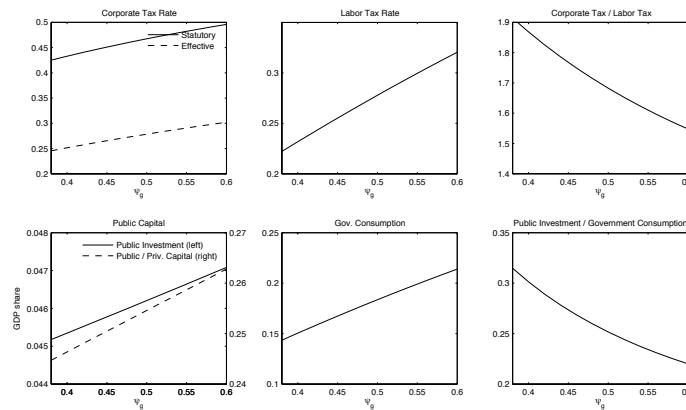 Corporate Tax Rate
0.5
0.45
0.4
0.35
0.3
0.25
0.2
Statutory
Effective
0.4 0.45 0.5 0.55 0.6
Ψg
Labor Tax Rate
0.3
0.25
0.2
0.4 0.45 0.5 0.55 0.6
Ψg
Corporate Tax / Labor Tax
1.9
1.8
1.7
1.6
1.5
1.4
0.4 0.45 0.5 0.55 0.6
Ψg
Public Capital
GDP share
0.048
0.047
0.046
0.045
0.044
Public Investment (left)
Public / Priv. Capital (right)
0.27
0.26
0.25
0.24
0.4 0.45 0.5 0.55 0.6
Ψg
Gov. Consumption
0.25
0.2
0.15
0.1
0.4 0.45 0.5 0.55 0.6
Ψg
Public Investment / Government Consumption
0.35
0.3
0.25
0.2
0.4 0.45 0.5 0.55 0.6
Ψg